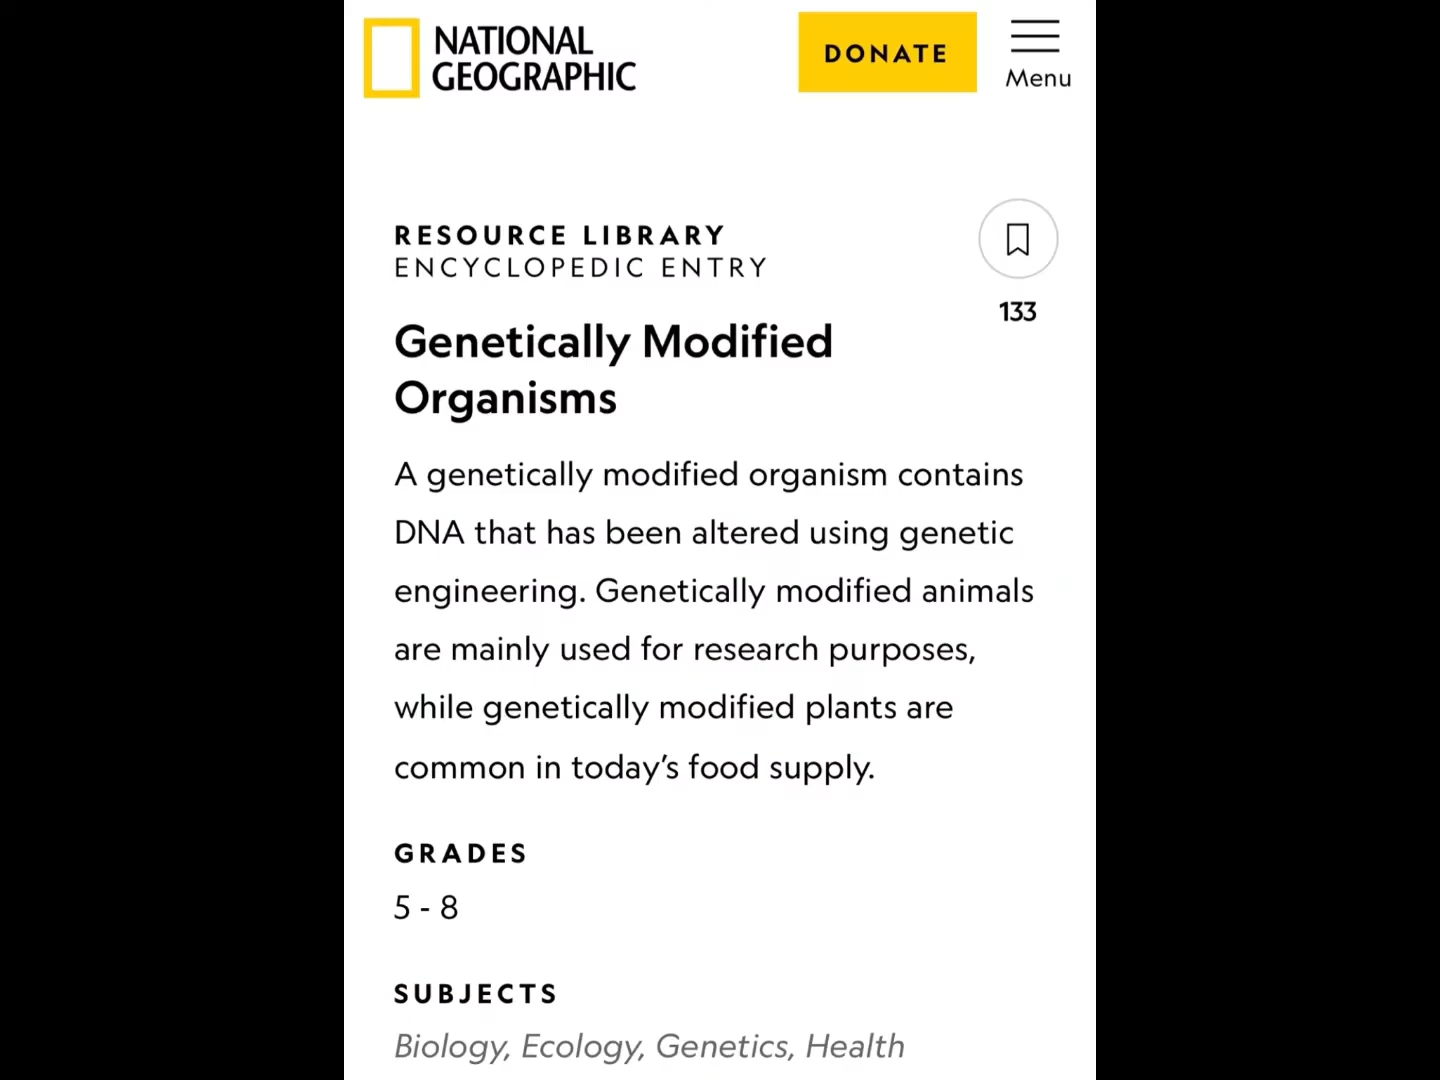 NATIONAL
GEOGRAPHIC
DONATE
Menu
RESOURCE LIBRARY
ENCYCLOPEDIC ENTRY
133
Genetically Modified
Organisms
A genetically modified organism contains
DNA that has been altered using genetic
engineering. Genetically modified animals
are mainly used for research purposes,
while genetically modified plants are
common in today’s food supply.
GRADES
5 - 8
SUBJECTS
Biology, Ecology, Genetics, Health